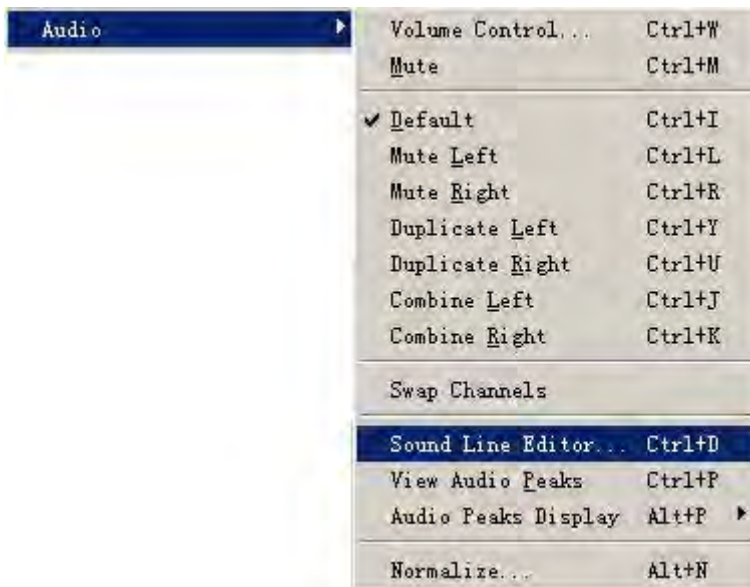 Audio
Volume Control... Ctrl+W
Mute Ctrl+M
Default Ctrl+I
Mute Left Ctrl+L
Mute Right Ctrl+R
Duplicate Left Ctrl+Y
Duplicate Right Ctrl+U
Combine Left Ctrl+J
Combine Right Ctrl+K
Swap Channels
Sound Line Editor... Ctrl+D
View Audio Peaks Ctrl+P
Audio Peaks Display Alt+P
Normalize... Alt+N